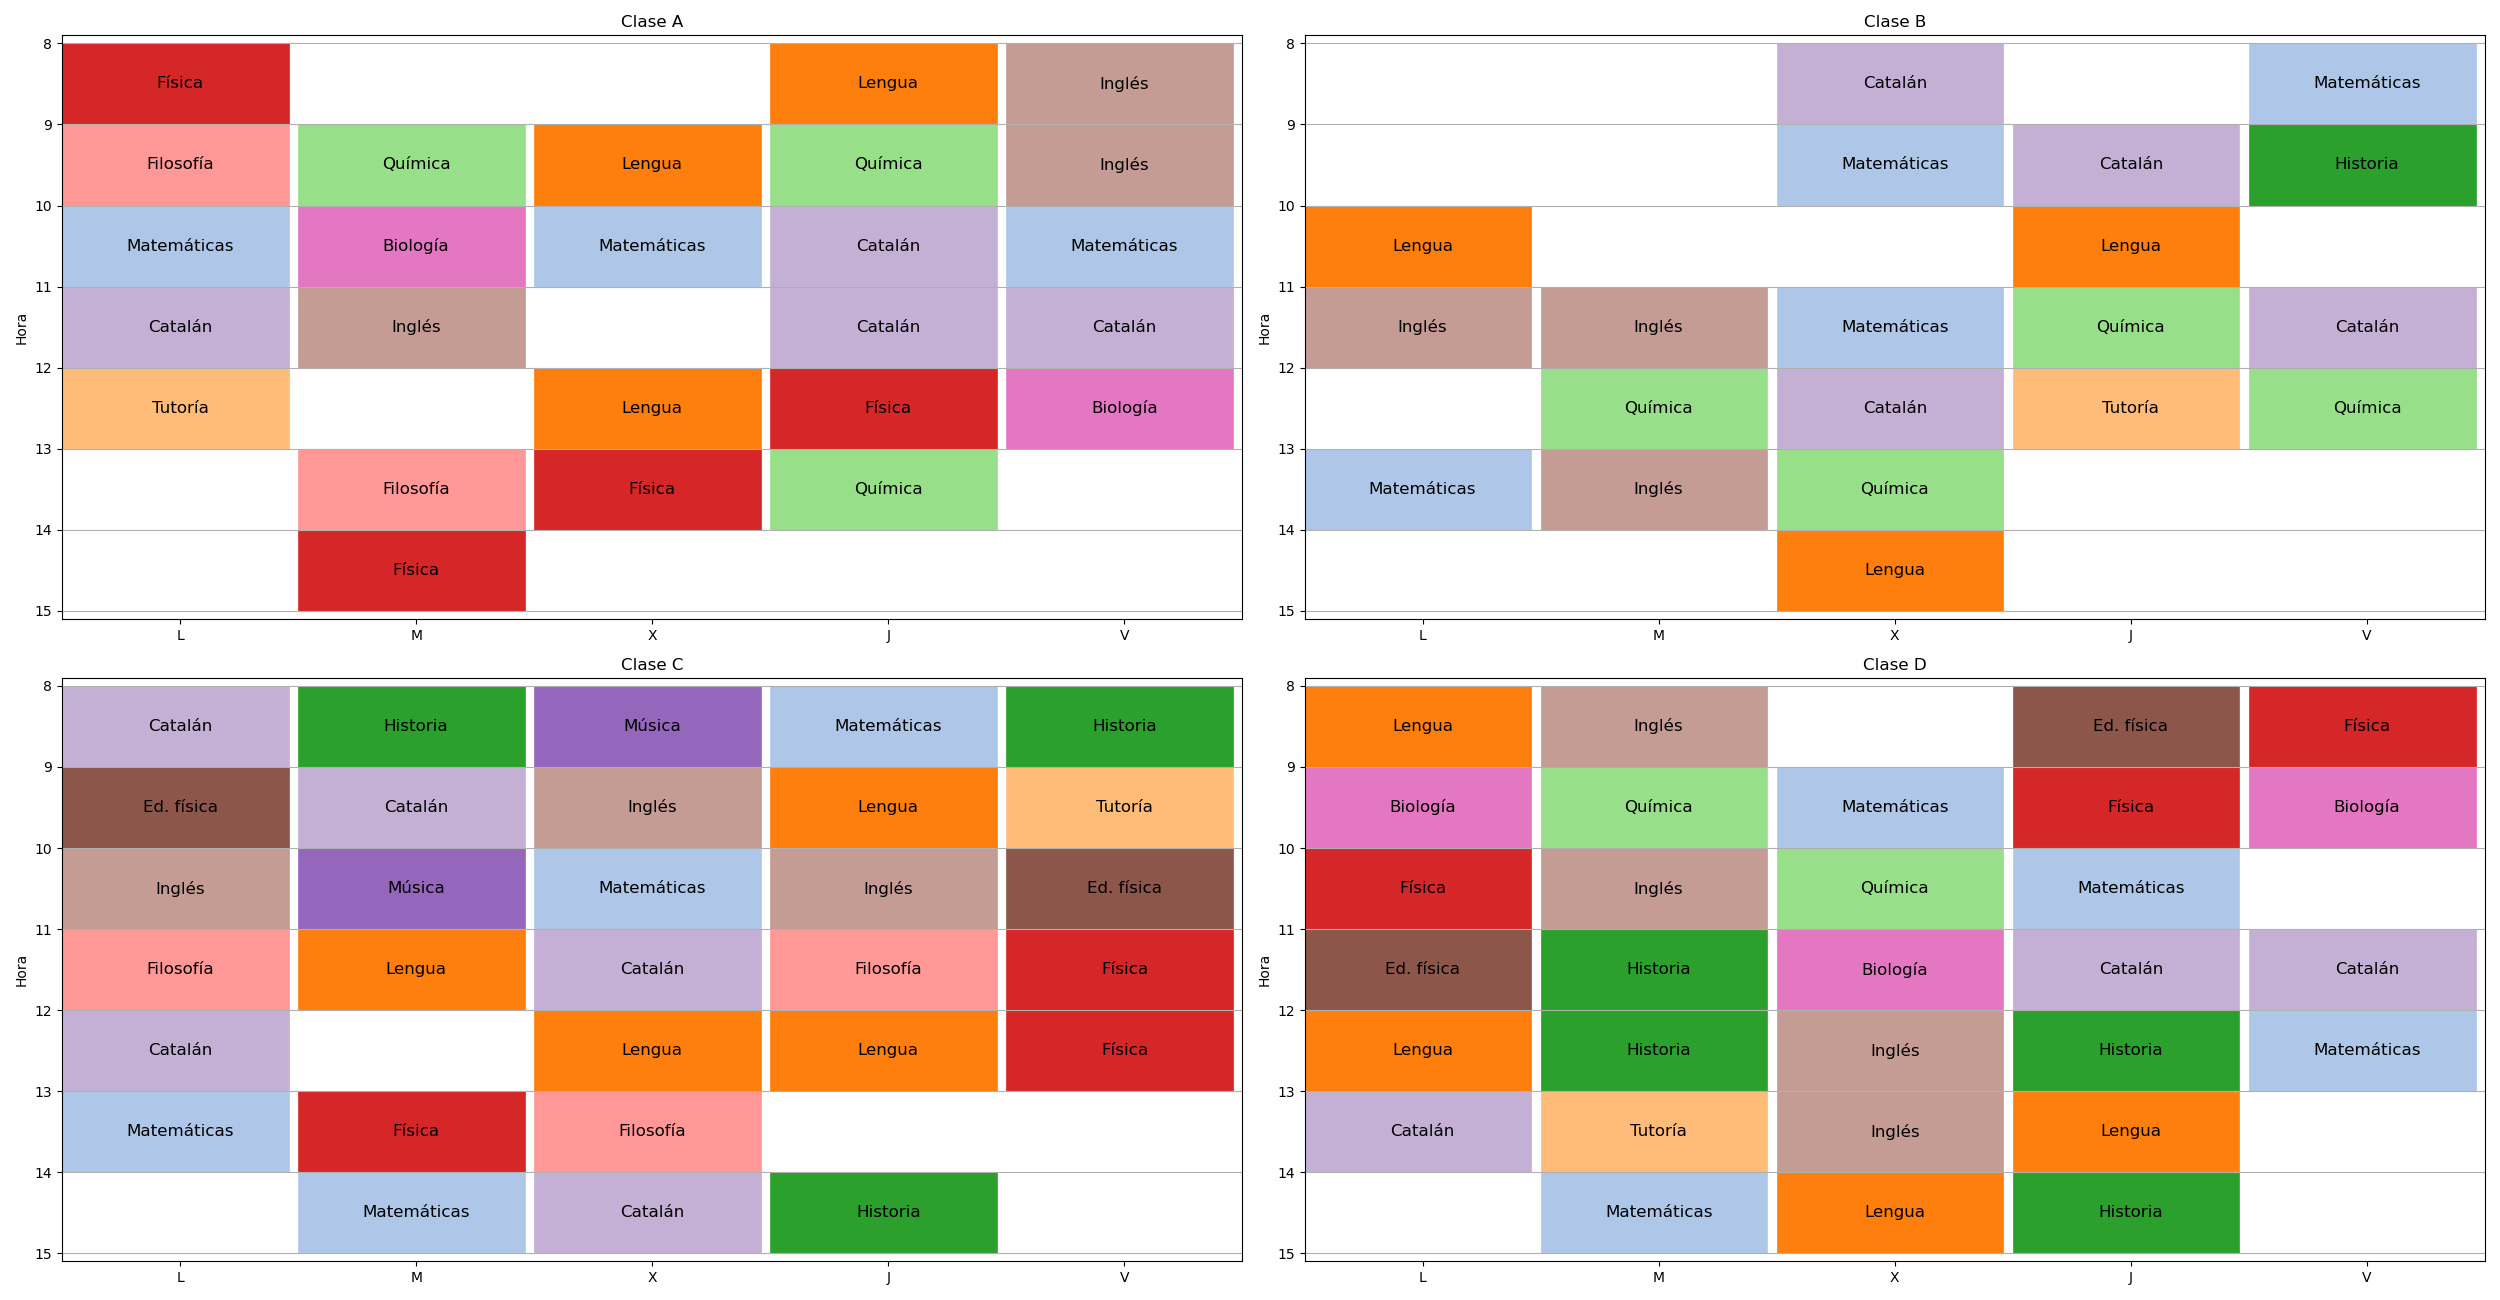 Clase A
8 Física Lengua Inglés
9
Filosofía Química Lengua Química Inglés
10
Matemáticas Biología Matemáticas Catalán Matemáticas
11
Catalán Inglés Catalán Catalán
Hora
12
Tutoría Lengua Física Biología
13
Filosofía Física Química
14
Física
15
L M X J V
Clase B
8
Catalán Matemáticas
9
Matemáticas Catalán Historia
10
Lengua Lengua
11
Inglés Inglés Matemáticas Química Catalán
Hora
12
Química Catalán Tutoría Química
13
Matemáticas Inglés Química
14
Lengua
15
L M X J V
Clase C
8
Catalán Historia Música Matemáticas Historia
9
Ed. física Catalán Inglés Lengua Tutoría
10
Inglés Música Matemáticas Inglés Ed. física
11
Filosofía Lengua Catalán Filosofía Física
Hora
12
Catalán Lengua Lengua Física
13
Matemáticas Física Filosofía
14
Matemáticas Catalán Historia
15
L M X J V
Clase D
8
Lengua Inglés Ed. física Física
9
Biología Química Matemáticas Física Biología
10
Física Inglés Química Matemáticas
11
Ed. física Historia Biología Catalán Catalán
Hora
12
Lengua Historia Inglés Historia Matemáticas
13
Catalán Tutoría Inglés Lengua
14
Matemáticas Lengua Historia
15
L M X J V